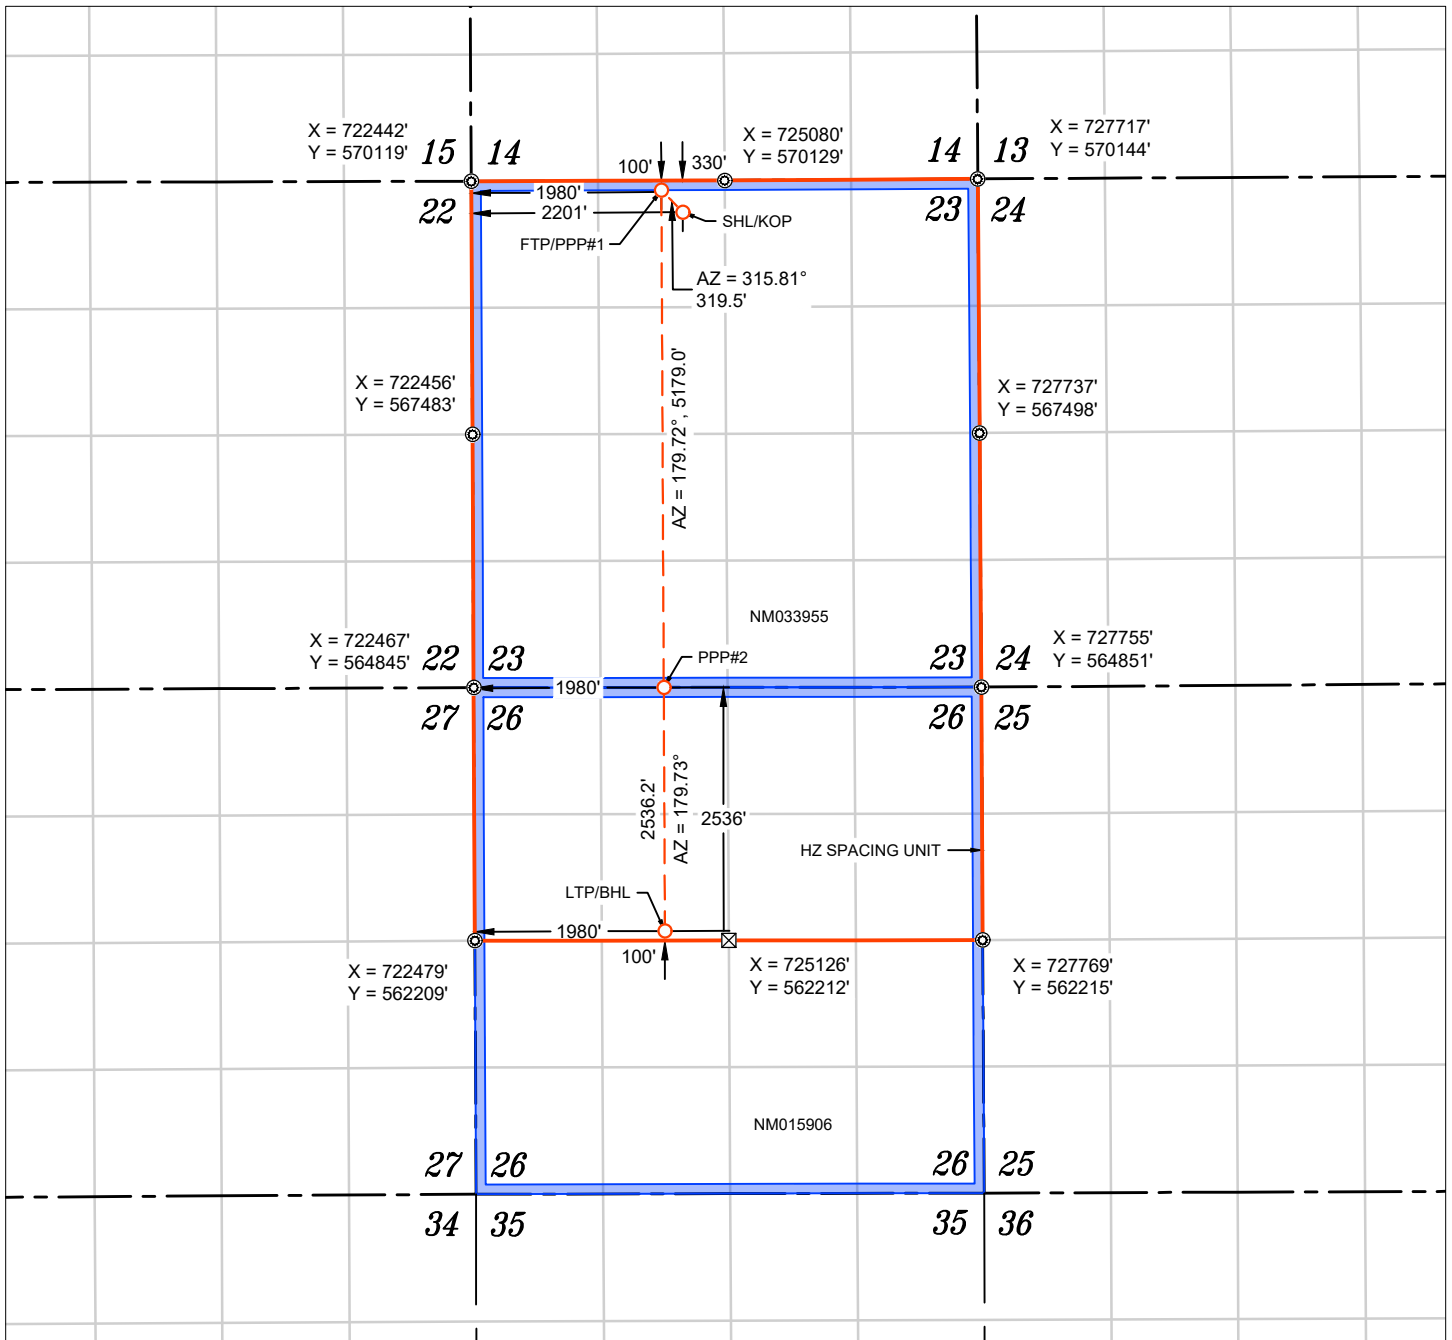 X = 722442'
Y = 570119'
15 14
100'
330'
X = 725080'
Y = 570129'
14 13
X = 727717'
Y = 570144'
22
1980'
2201'
FTP/PPP#1
SHL/KOP
23 24
AZ = 315.81°
319.5'
AZ = 179.72°, 5179.0'
X = 722456'
Y = 567483'
X = 727737'
Y = 567498'
NM033955
X = 722467'
Y = 564845'
22 23
PPP#2
23 24
X = 727755'
Y = 564851'
1980'
27 26
26 25
2536.2'
AZ = 179.73°
2536'
HZ SPACING UNIT
LTP/BHL
1980'
100'
X = 722479'
Y = 562209'
X = 725126'
Y = 562212'
X = 727769'
Y = 562215'
NM015906
27 26
26 25
34 35
35 36